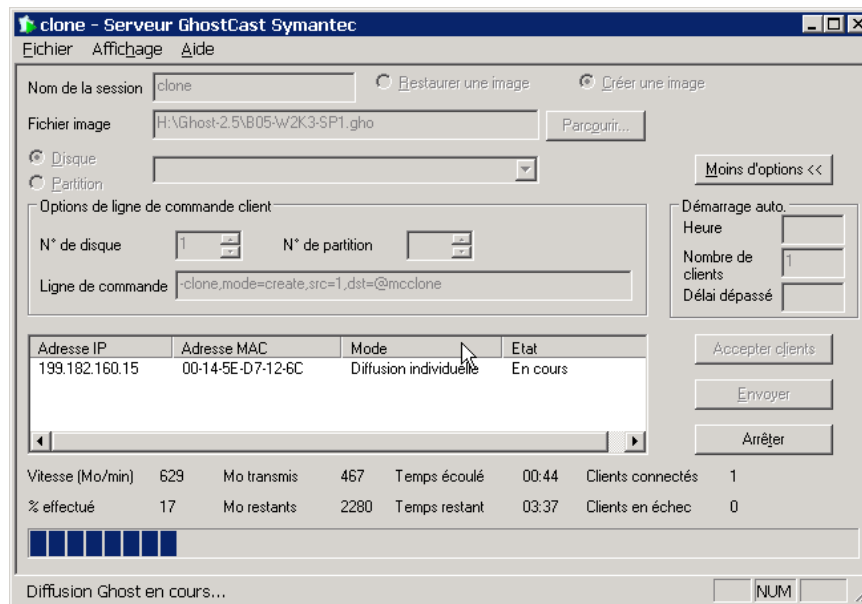 clone - Serveur GhostCast Symantec
Fichier Affichage Aide
Nom de la session clone Restaurer une image Créer une image
Fichier image H:\Ghost-2.5\B05-W2K3-SP1.gho Parcourir...
Disque
Partition
Moins d'options <<
Options de ligne de commande client
N° de disque 1 N° de partition
Ligne de commande -clone,mode=create,src=1,dst=@mcclone
Démarrage auto.
Heure
Nombre de clients 1
Délai dépassé
Adresse IP Adresse MAC Mode Etat
199.182.160.15 00-14-5E-D7-12-6C Diffusion individuelle En cours
Accepter clients
Envoyer
Arrêter
Vitesse (Mo/min) 629 Mo transmis 467 Temps écoulé 00:44 Clients connectés 1
% effectué 17 Mo restants 2280 Temps restant 03:37 Clients en échec 0
Diffusion Ghost en cours... NUM